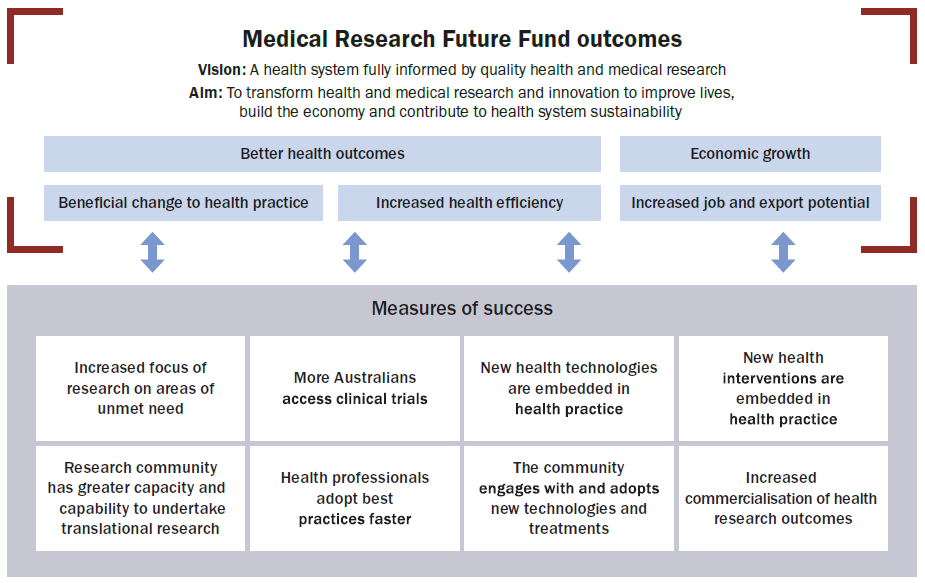 Medical Research Future Fund outcomes
Vision: A health system fully informed by quality health and medical research
Aim: To transform health and medical research and innovation to improve lives,
build the economy and contribute to health system sustainability
Better health outcomes
Economic growth
Beneficial change to health practice
Increased health efficiency
Increased job and export potential
Measures of success
Increased focus of
research on areas of
unmet need
More Australians
access clinical trials
New health technologies
are embedded in
health practice
New health
interventions are
embedded in
health practice
Research community
has greater capacity and
capability to undertake
translational research
Health professionals
adopt best
practices faster
The community
engages with and adopts
new technologies and
treatments
Increased
commercialisation of health
research outcomes